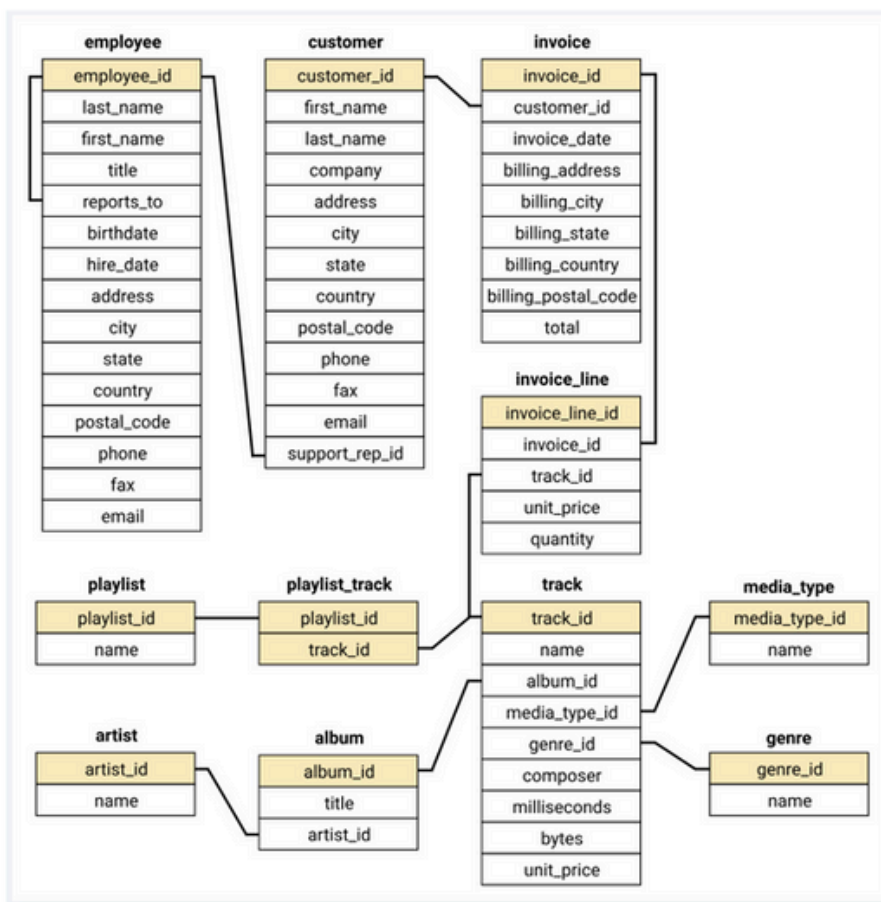 employee
employee_id
last_name
first_name
title
reports_to
birthdate
hire_date
address
city
state
country
postal_code
phone
fax
email
customer
customer_id
first_name
last_name
company
address
city
state
country
postal_code
phone
fax
email
support_rep_id
invoice
invoice_id
customer_id
invoice_date
billing_address
billing_city
billing_state
billing_country
billing_postal_code
total
invoice_line
invoice_line_id
invoice_id
track_id
unit_price
quantity
playlist
playlist_id
name
playlist_track
playlist_id
track_id
track
track_id
name
album_id
media_type_id
genre_id
composer
milliseconds
bytes
unit_price
media_type
media_type_id
name
artist
artist_id
name
album
album_id
title
artist_id
genre
genre_id
name